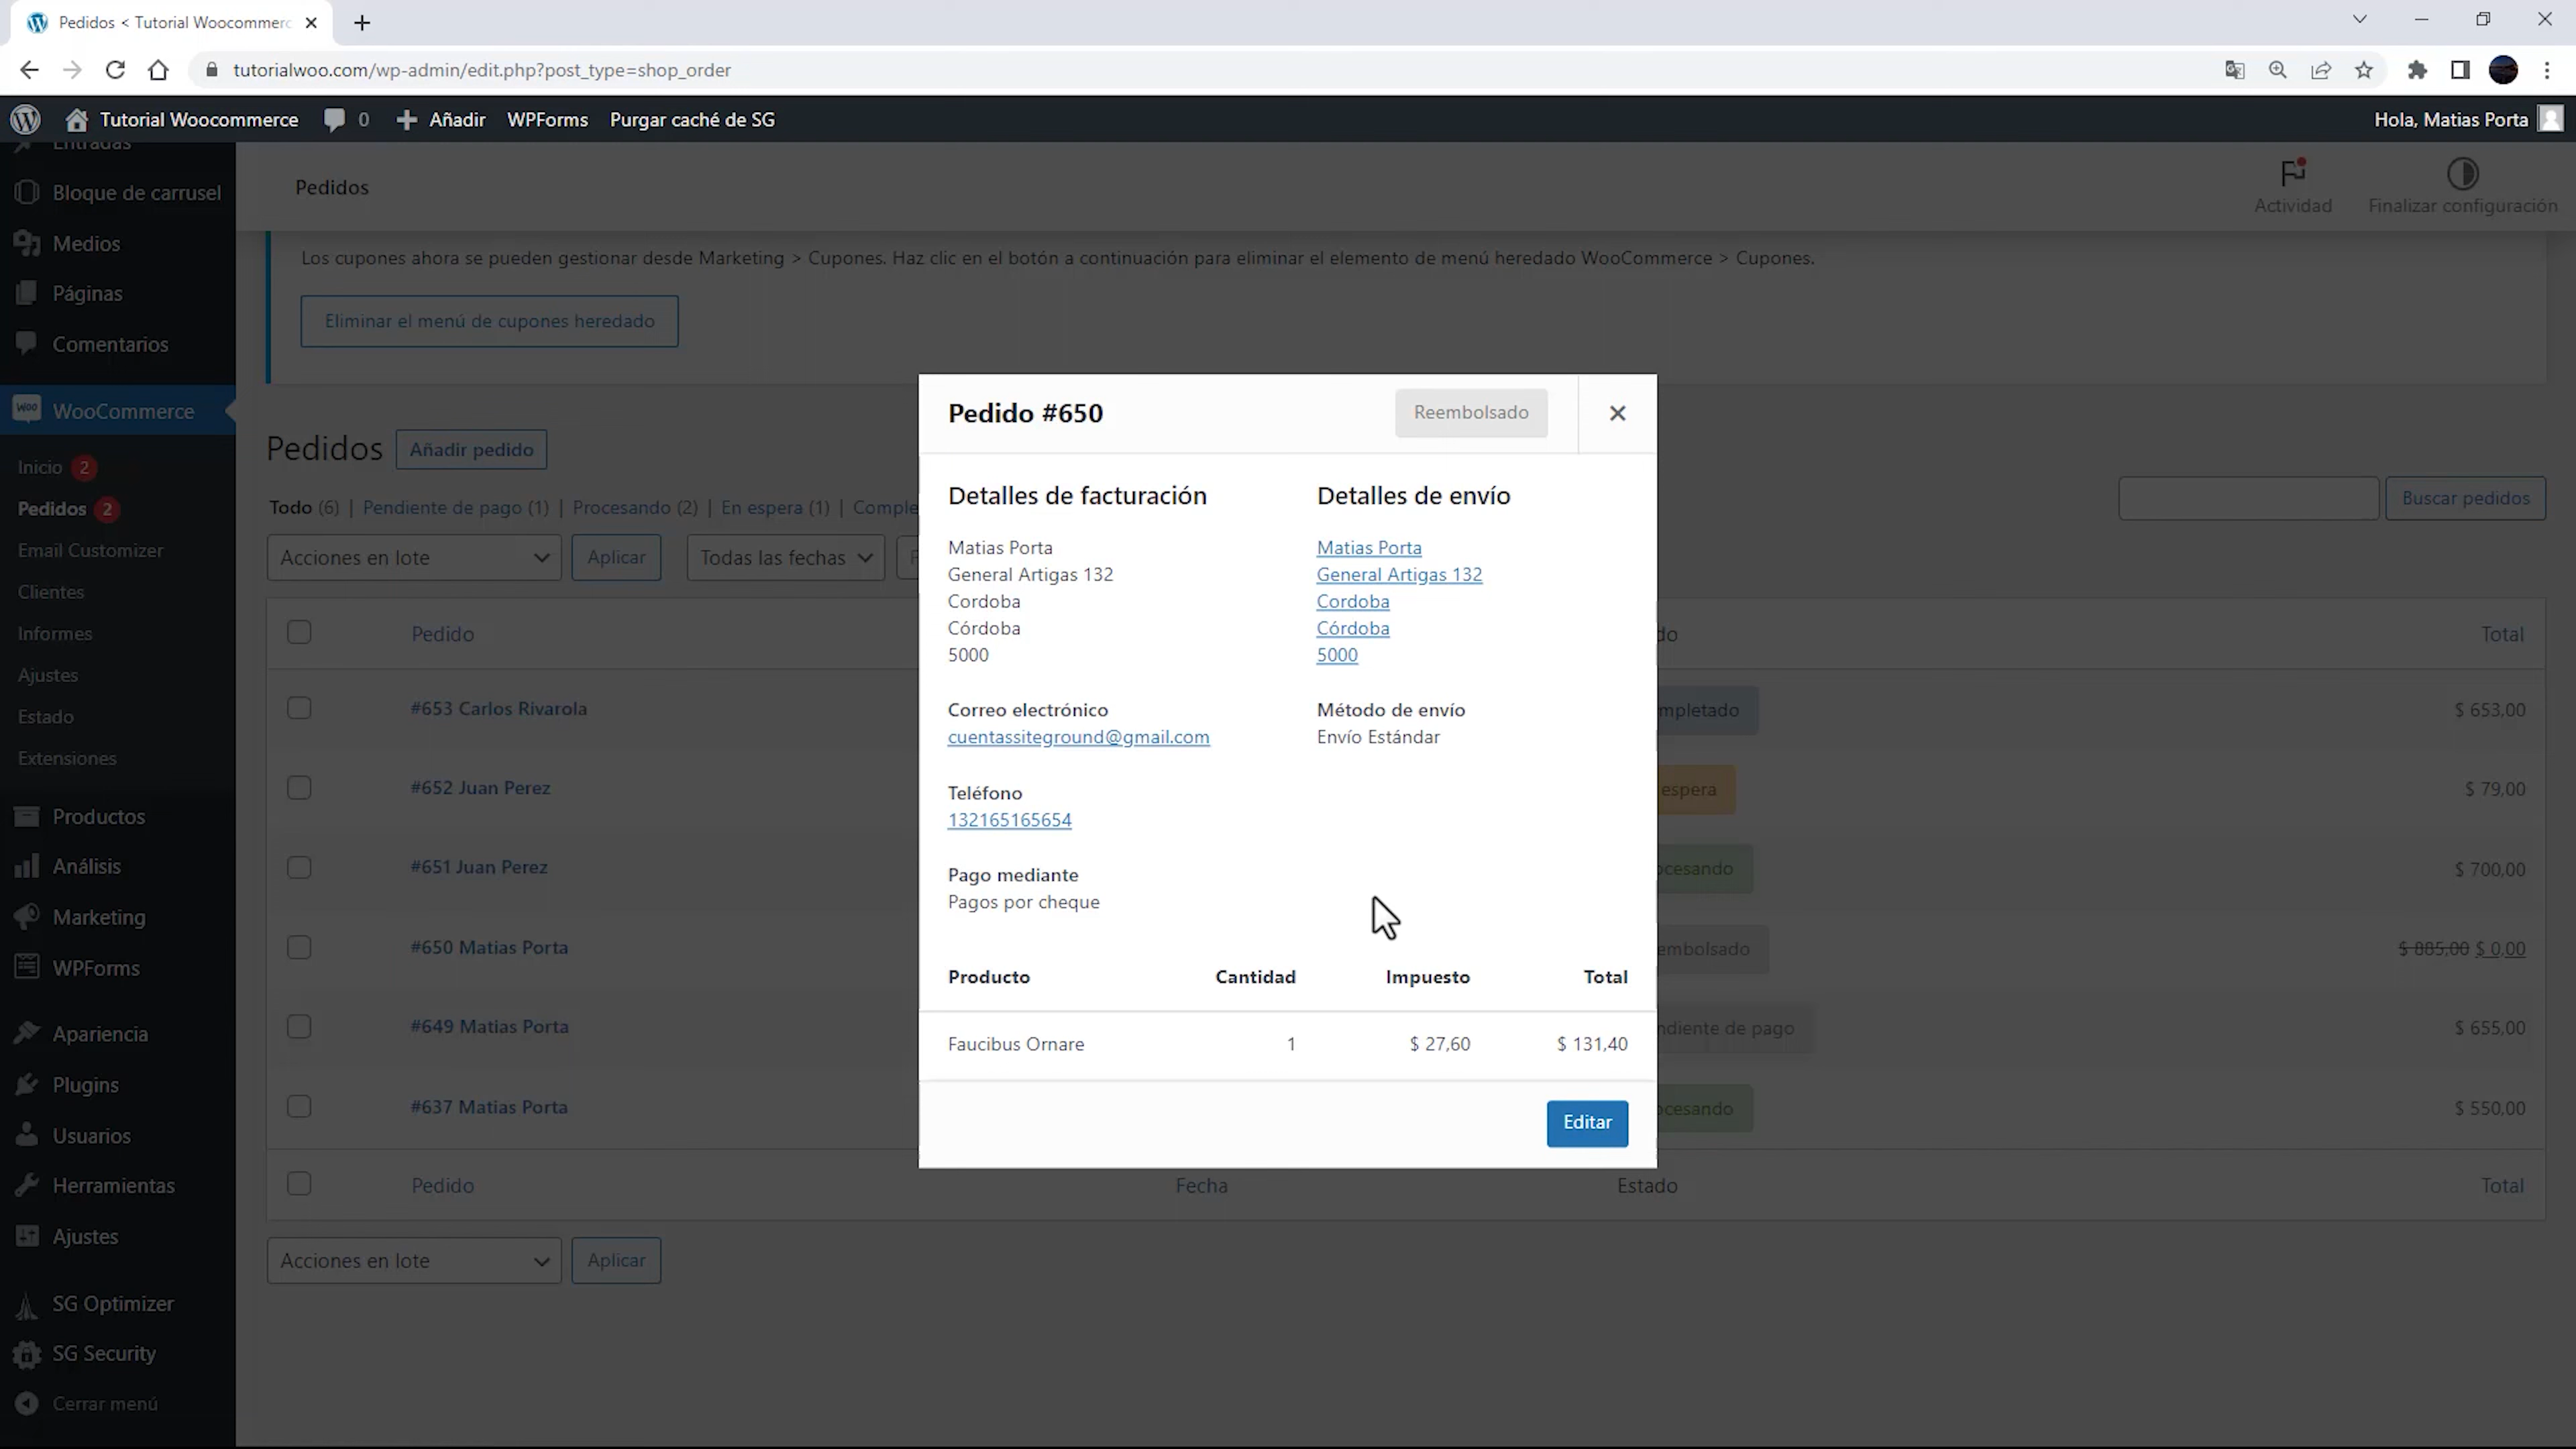 Pedidos < Tutorial Woocommerc
tutorialwoo.com/wp-admin/edit.php?post_type=shop_order
Tutorial Woocommerce 0 Añadir WPForms Purgar caché de SG Hola, Matias Porta
Entradas
Bloque de carrusel
Medios
Páginas
Comentarios
WooCommerce
Inicio 2
Pedidos 2
Email Customizer
Clientes
Informes
Ajustes
Estado
Extensiones
Productos
Análisis
Marketing
WPForms
Apariencia
Plugins
Usuarios
Herramientas
Ajustes
SG Optimizer
SG Security
Cerrar menú
Pedidos
Actividad
Finalizar configuración
Los cupones ahora se pueden gestionar desde Marketing > Cupones. Haz clic en el botón a continuación para eliminar el elemento de menú heredado WooCommerce > Cupones.
Eliminar el menú de cupones heredado
Pedidos Añadir pedido
Todo (6) | Pendiente de pago (1) | Procesando (2) | En espera (1) | Comple
Buscar pedidos
Acciones en lote Aplicar Todas las fechas F
Pedido do Total
#653 Carlos Rivarola mpletado $ 653,00
#652 Juan Perez espera $ 79,00
#651 Juan Perez ocesando $ 700,00
#650 Matias Porta embolsado $ 885,00 $ 0,00
#649 Matias Porta ndiente de pago $ 655,00
#637 Matias Porta ocesando $ 550,00
Pedido Fecha Estado Total
Acciones en lote Aplicar
Pedido #650 Reembolsado
Detalles de facturación
Matias Porta
General Artigas 132
Cordoba
Córdoba
5000
Correo electrónico
cuentassiteground@gmail.com
Teléfono
132165165654
Pago mediante
Pagos por cheque
Detalles de envío
Matias Porta
General Artigas 132
Cordoba
Córdoba
5000
Método de envío
Envío Estándar
Producto Cantidad Impuesto Total
Faucibus Ornare 1 $ 27,60 $ 131,40
Editar